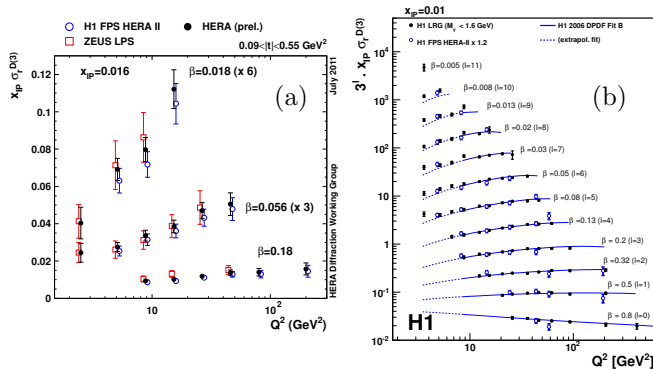 H1 FPS HERA II
HERA (prel.)
ZEUS LPS
0.09<|t|<0.55 GeV²
x_IP σ_r^D(3)
x_IP=0.016
β=0.018 (x 6)
(a)
β=0.056 (x 3)
β=0.18
0.12
0.1
0.08
0.06
0.04
0.02
0
10
10²
Q² (GeV²)
HERA Diffraction Working Group
July 2011
x_IP=0.01
H1 LRG (M_Y < 1.6 GeV)
H1 2006 DPDF Fit B
H1 FPS HERA-II x 1.2
(extrapol. fit)
3^l · x_IP σ_r^D(3)
β=0.005 (l=11)
β=0.008 (l=10)
(b)
β=0.013 (l=9)
β=0.02 (l=8)
β=0.03 (l=7)
β=0.05 (l=6)
β=0.08 (l=5)
β=0.13 (l=4)
β = 0.2 (l=3)
β=0.32 (l=2)
β = 0.5 (l=1)
β = 0.8 (l=0)
10⁴
10³
10²
10
1
10⁻¹
10⁻²
H1
10
10²
Q² [GeV²]